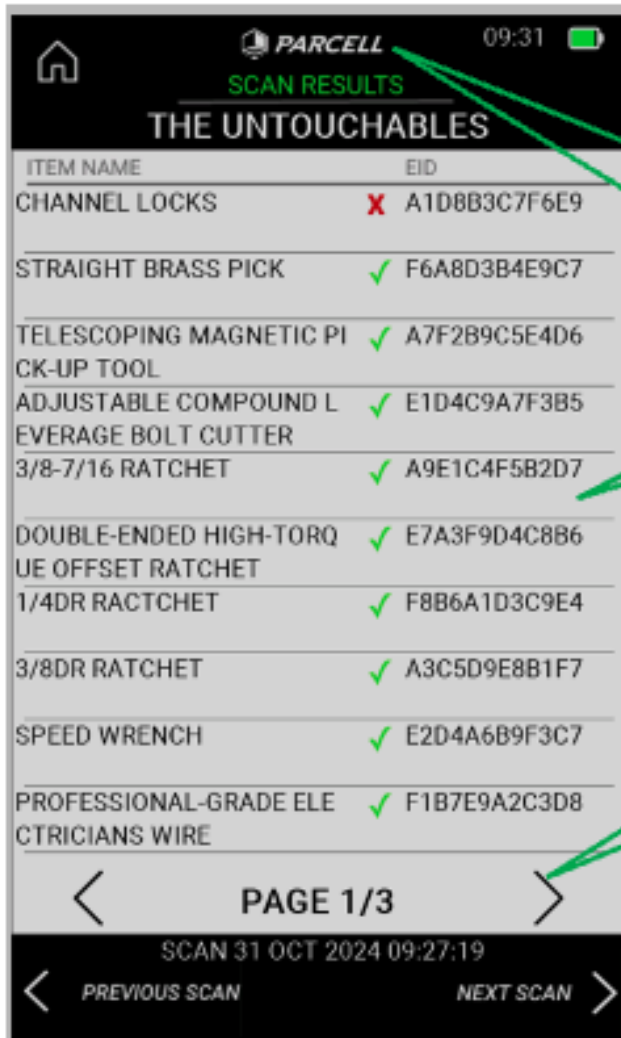 PARCELL 09:31
SCAN RESULTS
THE UNTOUCHABLES
ITEM NAME EID
CHANNEL LOCKS X A1D8B3C7F6E9
STRAIGHT BRASS PICK ✓ F6A8D3B4E9C7
TELESCOPING MAGNETIC PI ✓ A7F2B9C5E4D6
CK-UP TOOL
ADJUSTABLE COMPOUND L ✓ E1D4C9A7F3B5
EVERAGE BOLT CUTTER
3/8-7/16 RATCHET ✓ A9E1C4F5B2D7
DOUBLE-ENDED HIGH-TORQ ✓ E7A3F9D4C8B6
UE OFFSET RATCHET
1/4DR RACTCHET ✓ F8B6A1D3C9E4
3/8DR RATCHET ✓ A3C5D9E8B1F7
SPEED WRENCH ✓ E2D4A6B9F3C7
PROFESSIONAL-GRADE ELE ✓ F1B7E9A2C3D8
CTRICIANS WIRE
PAGE 1/3
SCAN 31 OCT 2024 09:27:19
PREVIOUS SCAN NEXT SCAN